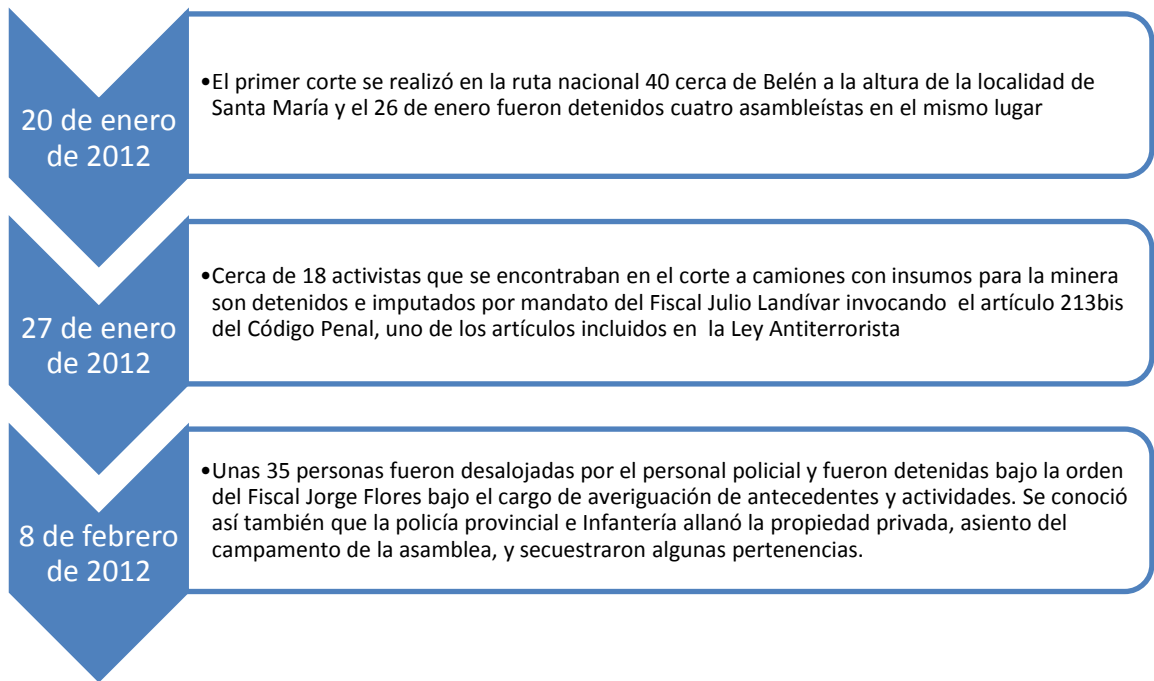 20 de enero
de 2012
•El primer corte se realizó en la ruta nacional 40 cerca de Belén a la altura de la localidad de
Santa María y el 26 de enero fueron detenidos cuatro asambleístas en el mismo lugar
27 de enero
de 2012
•Cerca de 18 activistas que se encontraban en el corte a camiones con insumos para la minera
son detenidos e imputados por mandato del Fiscal Julio Landívar invocando  el artículo 213bis
del Código Penal, uno de los artículos incluidos en  la Ley Antiterrorista
8 de febrero
de 2012
•Unas 35 personas fueron desalojadas por el personal policial y fueron detenidas bajo la orden
del Fiscal Jorge Flores bajo el cargo de averiguación de antecedentes y actividades. Se conoció
así también que la policía provincial e Infantería allanó la propiedad privada, asiento del
campamento de la asamblea, y secuestraron algunas pertenencias.